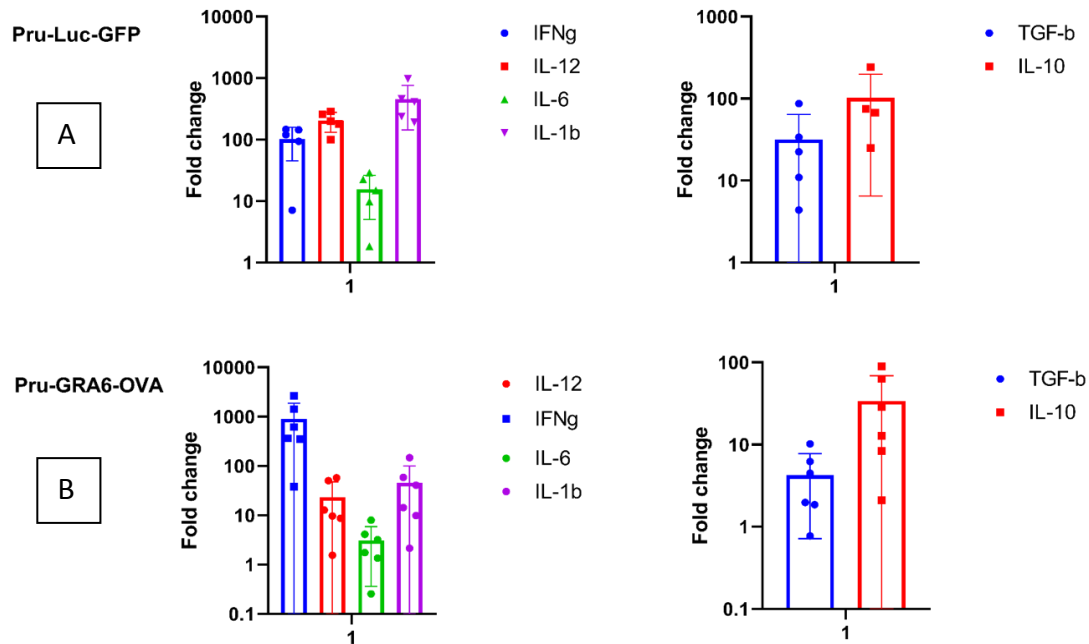 Pru-Luc-GFP
A
Fold change
10000
1000
100
10
1
1
IFNg
IL-12
IL-6
IL-1b
Fold change
1000
100
10
1
1
TGF-b
IL-10
Pru-GRA6-OVA
B
Fold change
10000
1000
100
10
1
0.1
1
IL-12
IFNg
IL-6
IL-1b
Fold change
100
10
1
0.1
1
TGF-b
IL-10